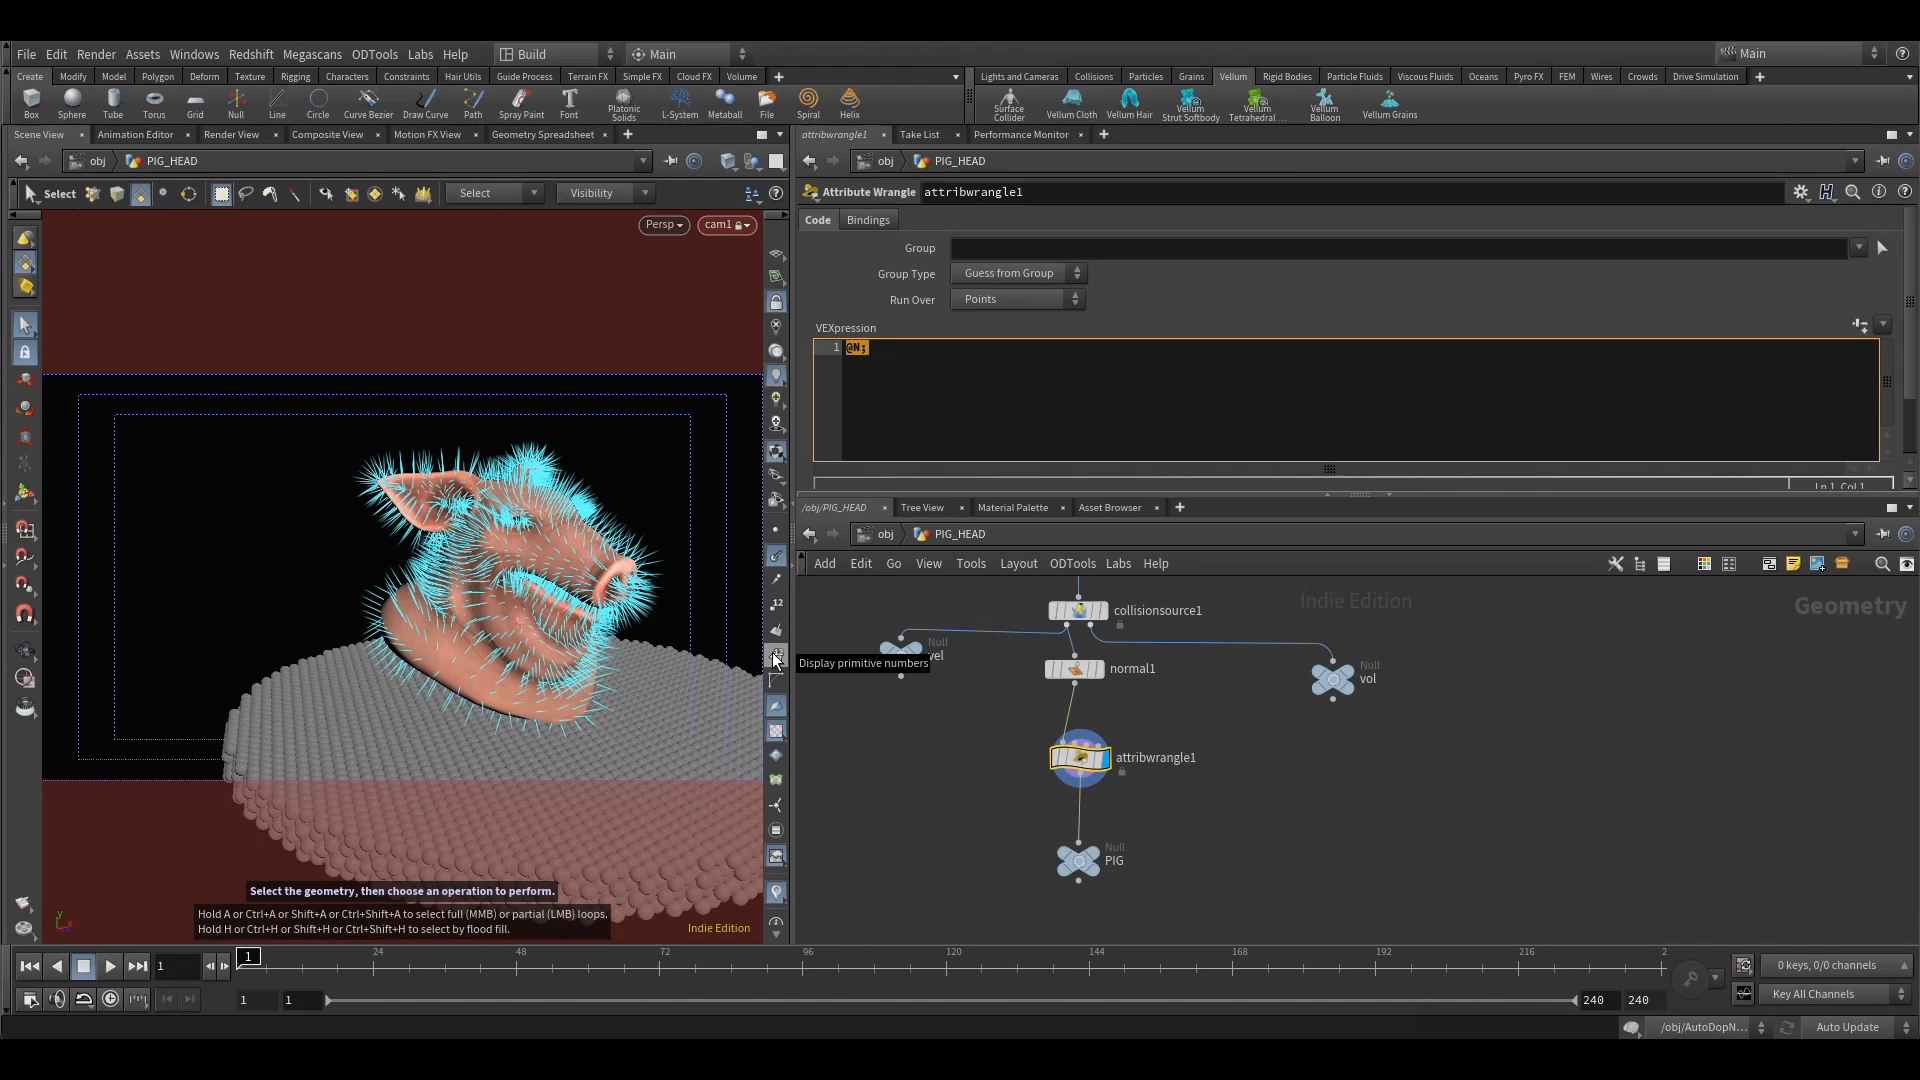 File Edit Render Assets Windows Redshift Megascans ODTools Labs Help Build Main Main
Create Modify Model Polygon Deform Texture Rigging Characters Constraints Hair Utils Guide Process Terrain FX Simple FX Cloud FX Volume
Lights and Cameras Collisions Particles Grains Vellum Rigid Bodies Particle Fluids Viscous Fluids Oceans Pyro FX FEM Wires Crowds Drive Simulation
Box Sphere Tube Torus Grid Null Line Circle Curve Bezier Draw Curve Path Spray Paint Font Platonic Solids L-System Metaball File Spiral Helix
Surface Collider Vellum Cloth Vellum Hair Vellum Strut Softbody Vellum Tetrahedral ... Vellum Balloon Vellum Grains
Scene View Animation Editor Render View Composite View Motion FX View Geometry Spreadsheet
attribwrangle1 Take List Performance Monitor
obj PIG_HEAD
obj PIG_HEAD
Select Select Visibility
Attribute Wrangle attribwrangle1
Code Bindings
Persp cam1
Group
Group Type Guess from Group
Run Over Points
VEXpression
1 @N;
Ln 1 Col 1
/obj/PIG_HEAD Tree View Material Palette Asset Browser
obj PIG_HEAD
Add Edit Go View Tools Layout ODTools Labs Help
Indie Edition
Geometry
collisionsource1
Null
vel
Display primitive numbers
normal1
Null
vol
attribwrangle1
Null
PIG
12
12
Select the geometry, then choose an operation to perform.
Hold A or Ctrl+A or Shift+A or Ctrl+Shift+A to select full (MMB) or partial (LMB) loops.
Hold H or Ctrl+H or Shift+H or Ctrl+Shift+H to select by flood fill.
Indie Edition
y
x
1 1 24 48 72 96 120 144 168 192 216 2
0 keys, 0/0 channels
1 1 240 240
Key All Channels
/obj/AutoDopN... Auto Update